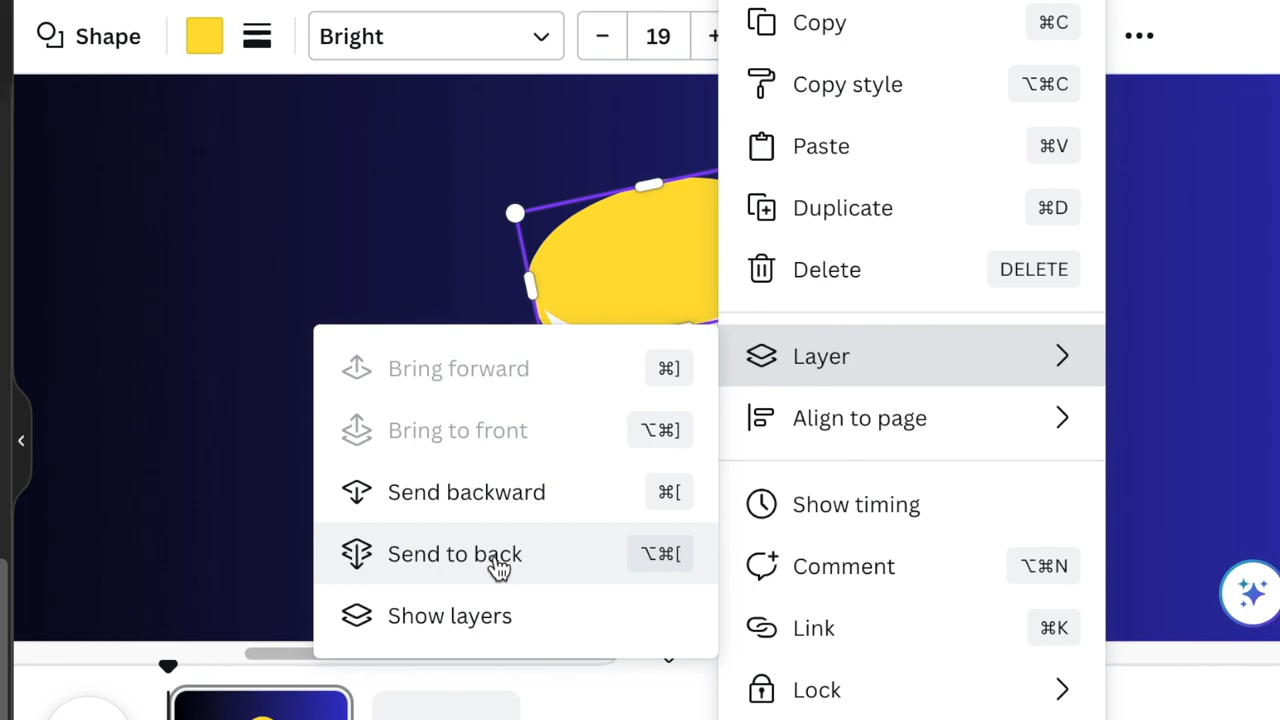 Shape
Bright
− 19 +
Copy ⌘C
Copy style ⌥⌘C
Paste ⌘V
Duplicate ⌘D
Delete DELETE
Layer
Align to page
Show timing
Comment ⌥⌘N
Link ⌘K
Lock
Bring forward ⌘]
Bring to front ⌥⌘]
Send backward ⌘[
Send to back ⌥⌘[
Show layers